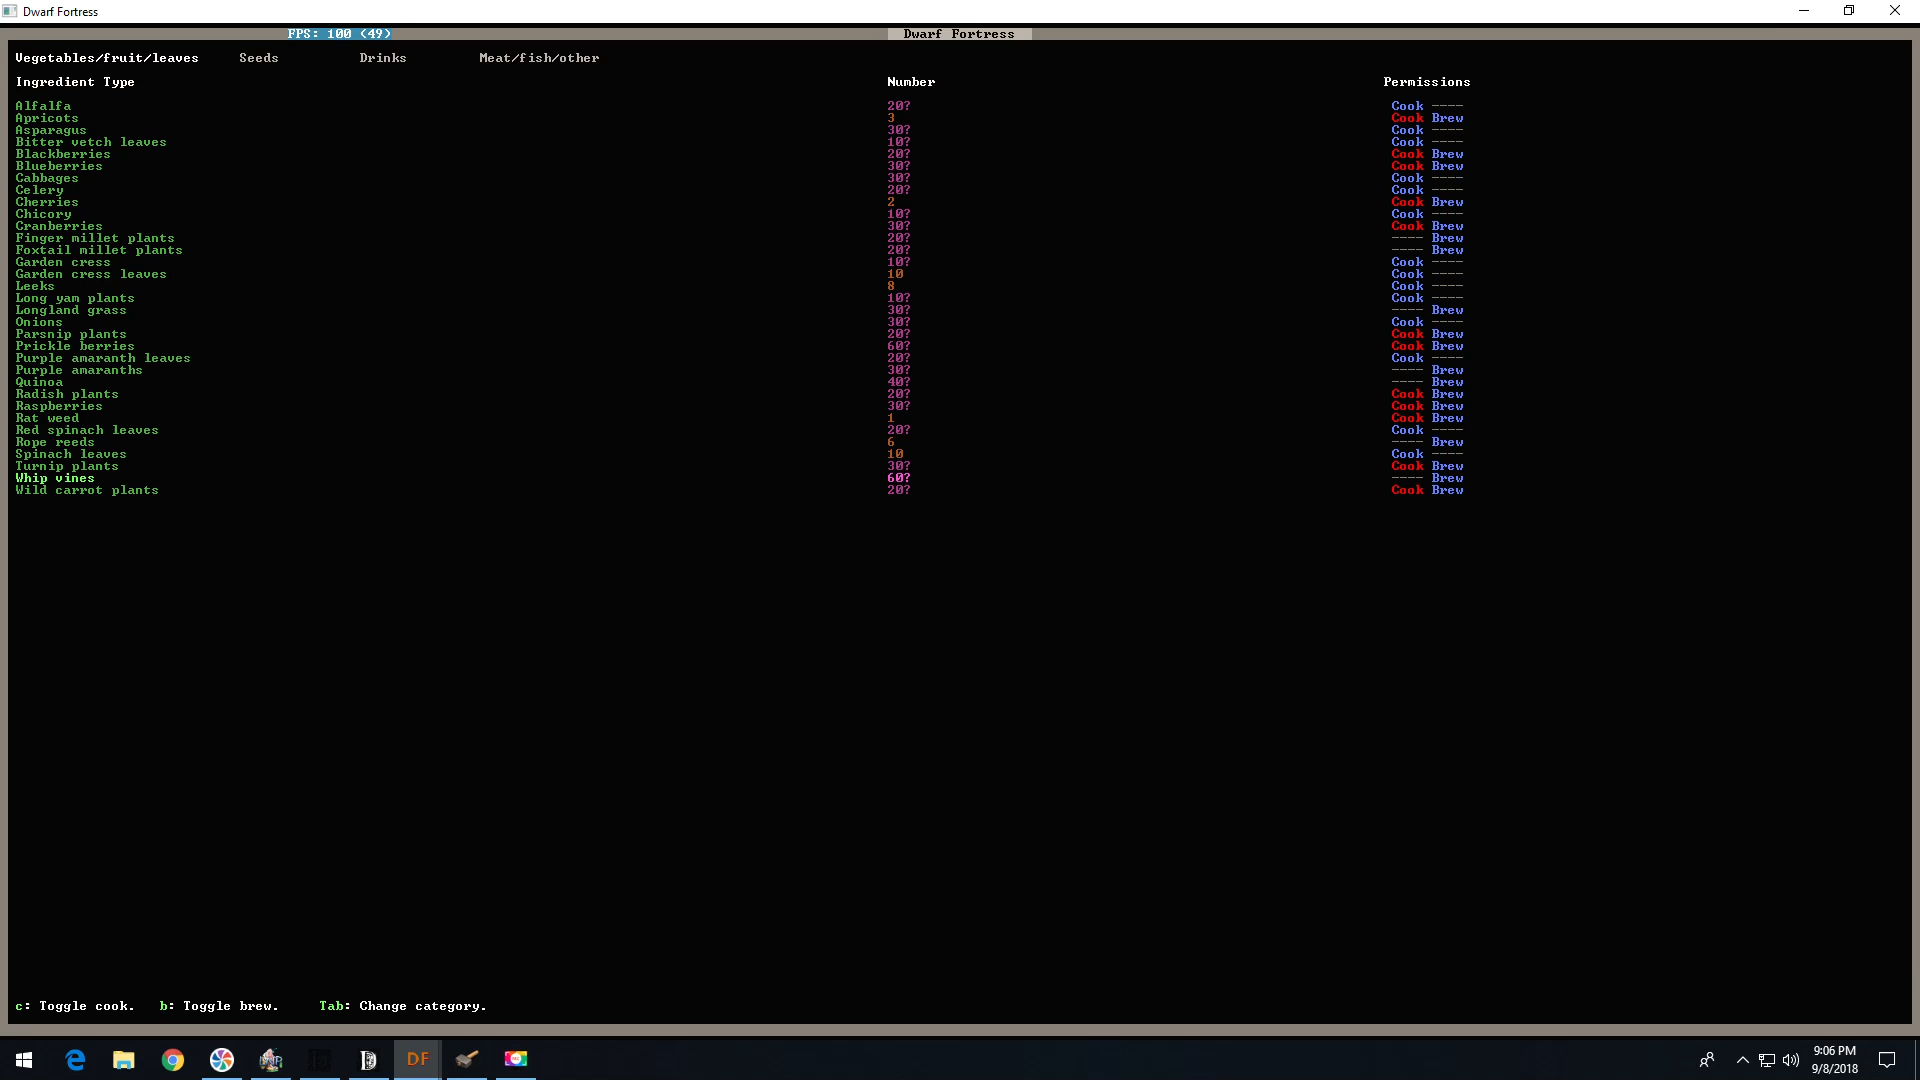 Dwarf Fortress
FPS: 100 (49) Dwarf Fortress
Vegetables/fruit/leaves Seeds Drinks Meat/fish/other
Ingredient Type Number Permissions
Alfalfa 20? Cook ----
Apricots 3 Cook Brew
Asparagus 30? Cook ----
Bitter vetch leaves 10? Cook ----
Blackberries 20? Cook Brew
Blueberries 30? Cook Brew
Cabbages 30? Cook ----
Celery 20? Cook ----
Cherries 2 Cook Brew
Chicory 10? Cook ----
Cranberries 30? Cook Brew
Finger millet plants 20? ---- Brew
Foxtail millet plants 20? ---- Brew
Garden cress 10? Cook ----
Garden cress leaves 10 Cook ----
Leeks 8 Cook ----
Long yam plants 10? Cook ----
Longland grass 30? ---- Brew
Onions 30? Cook ----
Parsnip plants 20? Cook Brew
Prickle berries 60? Cook Brew
Purple amaranth leaves 20? Cook ----
Purple amaranths 30? ---- Brew
Quinoa 40? ---- Brew
Radish plants 20? Cook Brew
Raspberries 30? Cook Brew
Rat weed 1 Cook Brew
Red spinach leaves 20? Cook ----
Rope reeds 6 ---- Brew
Spinach leaves 10 Cook ----
Turnip plants 30? Cook Brew
Whip vines 60? ---- Brew
Wild carrot plants 20? Cook Brew
c: Toggle cook. b: Toggle brew. Tab: Change category.
DF
9:06 PM
9/8/2018